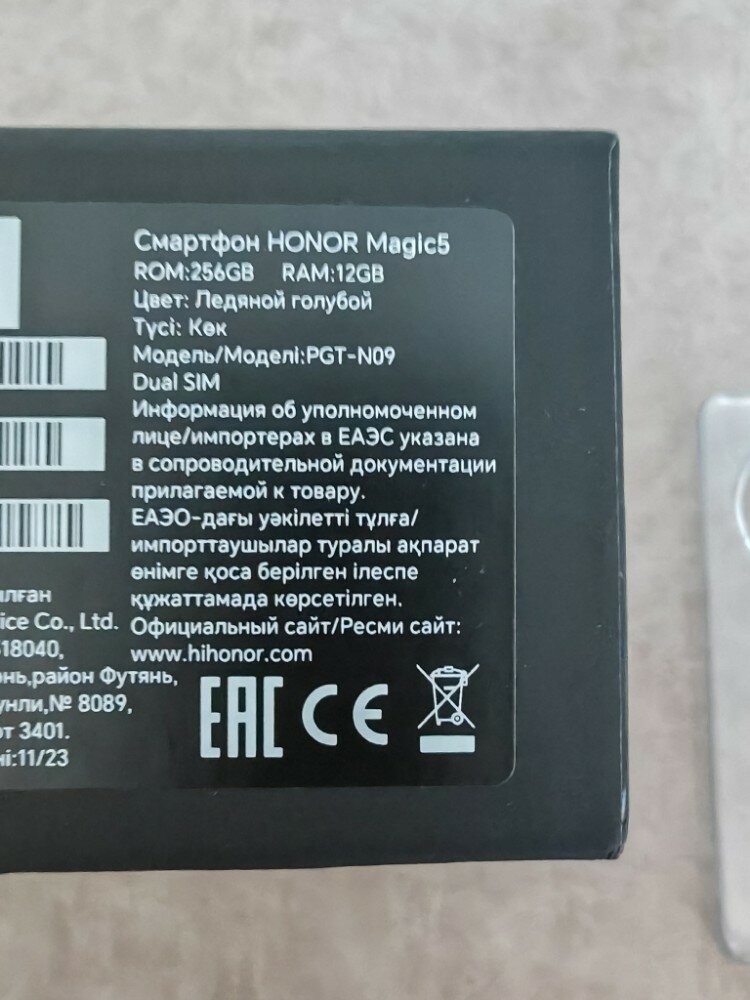 Смартфон HONOR Magic5
ROM:256GB RAM:12GB
Цвет: Ледяной голубой
Түсі: Көк
Модель/Моделі:PGT-N09
Dual SIM
Информация об уполномоченном
лице/импортерах в ЕАЭС указана
в сопроводительной документации
прилагаемой к товару.
ЕАЭО-дағы уәкілетті тұлға/
импорттаушылар туралы ақпарат
өнімге қоса берілген ілеспе
құжаттамада көрсетілген.
Официальный сайт/Ресми сайт:
www.hihonor.com
EAC CE
ылған
ice Co., Ltd.
518040,
энь,район Футянь,
унли,№ 8089,
от 3401.
і:11/23